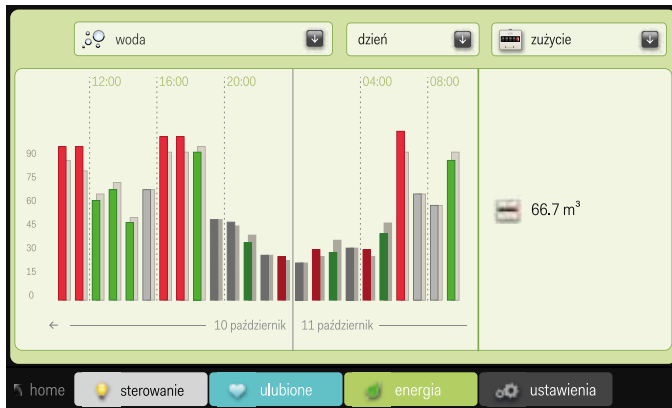 woda dzień zużycie
12:00 16:00 20:00 04:00 08:00
90
75
60
45
30
15
0
66.7 m³
← 10 październik 11 październik
home sterowanie ulubione energia ustawienia